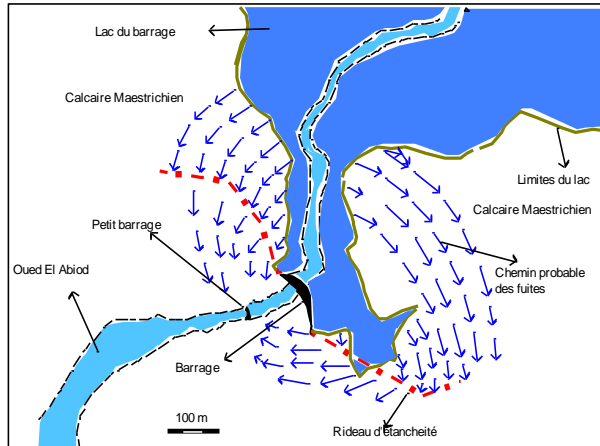 Lac du barrage
Calcaire Maestrichien
Limites du lac
Calcaire Maestrichien
Petit barrage
Oued El Abiod
Chemin probable
des fuites
Barrage
100 m
Rideau d'étancheité